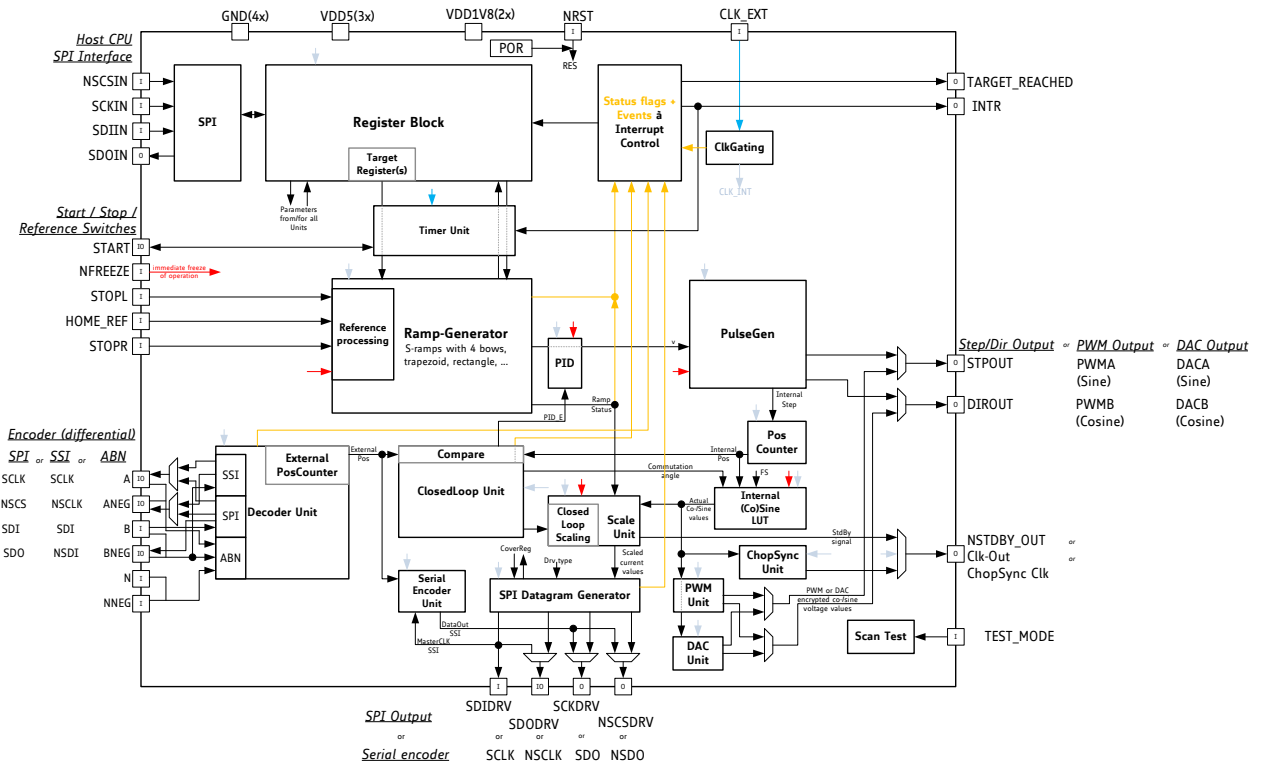 GND(4x)
VDD5(3x)
VDD1V8(2x)
NRST
CLK_EXT
Host CPU
SPI Interface
POR
RES
I
I
NSCSIN
SCKIN
SDIIN
SDOIN
I
I
I
O
SPI
Register Block
Target
Register(s)
Parameters
from/for all
Units
Status flags +
Events â
Interrupt
Control
ClkGating
CLK_INT
O
TARGET_REACHED
O
INTR
Timer Unit
Start / Stop /
Reference Switches
START
IO
NFREEZE
I
immediate freeze
of operation
STOPL
I
HOME_REF
I
STOPR
I
Reference
processing
Ramp-Generator
S-ramps with 4 bows,
trapezoid, rectangle, ...
PID
v
PulseGen
Ramp
Status
PID_E
Internal
Step
Pos
Counter
Internal
Pos
Step/Dir Output or PWM Output or DAC Output
O
STPOUT
PWMA
(Sine)
DACA
(Sine)
O
DIROUT
PWMB
(Cosine)
DACB
(Cosine)
Encoder (differential)
SPI or SSI or ABN
SCLK SCLK A IO
NSCS NSCLK ANEG IO
SDI SDI B I
SDO NSDI BNEG IO
N I
NNEG I
SSI
SPI
ABN
External
PosCounter
Decoder Unit
External
Pos
Compare
ClosedLoop Unit
Commutation
angle
FS
Internal
(Co)Sine
LUT
Closed
Loop
Scaling
Scale
Unit
Actual
Co-/Sine
values
StdBy
signal
ChopSync
Unit
O
NSTDBY_OUT or
Clk-Out or
ChopSync Clk
CoverReg
Drv_type
Scaled
current
values
Serial
Encoder
Unit
SPI Datagram Generator
PWM
Unit
DAC
Unit
PWM or DAC
encrypted co-/sine
voltage values
DataOut
SSI
MasterCLK
SSI
Scan Test
I
TEST_MODE
I
IO
O
O
SDIDRV
SDODRV
SCKDRV
NSCSDRV
SPI Output
or
or
or
or
or
Serial encoder
SCLK NSCLK SDO NSDO